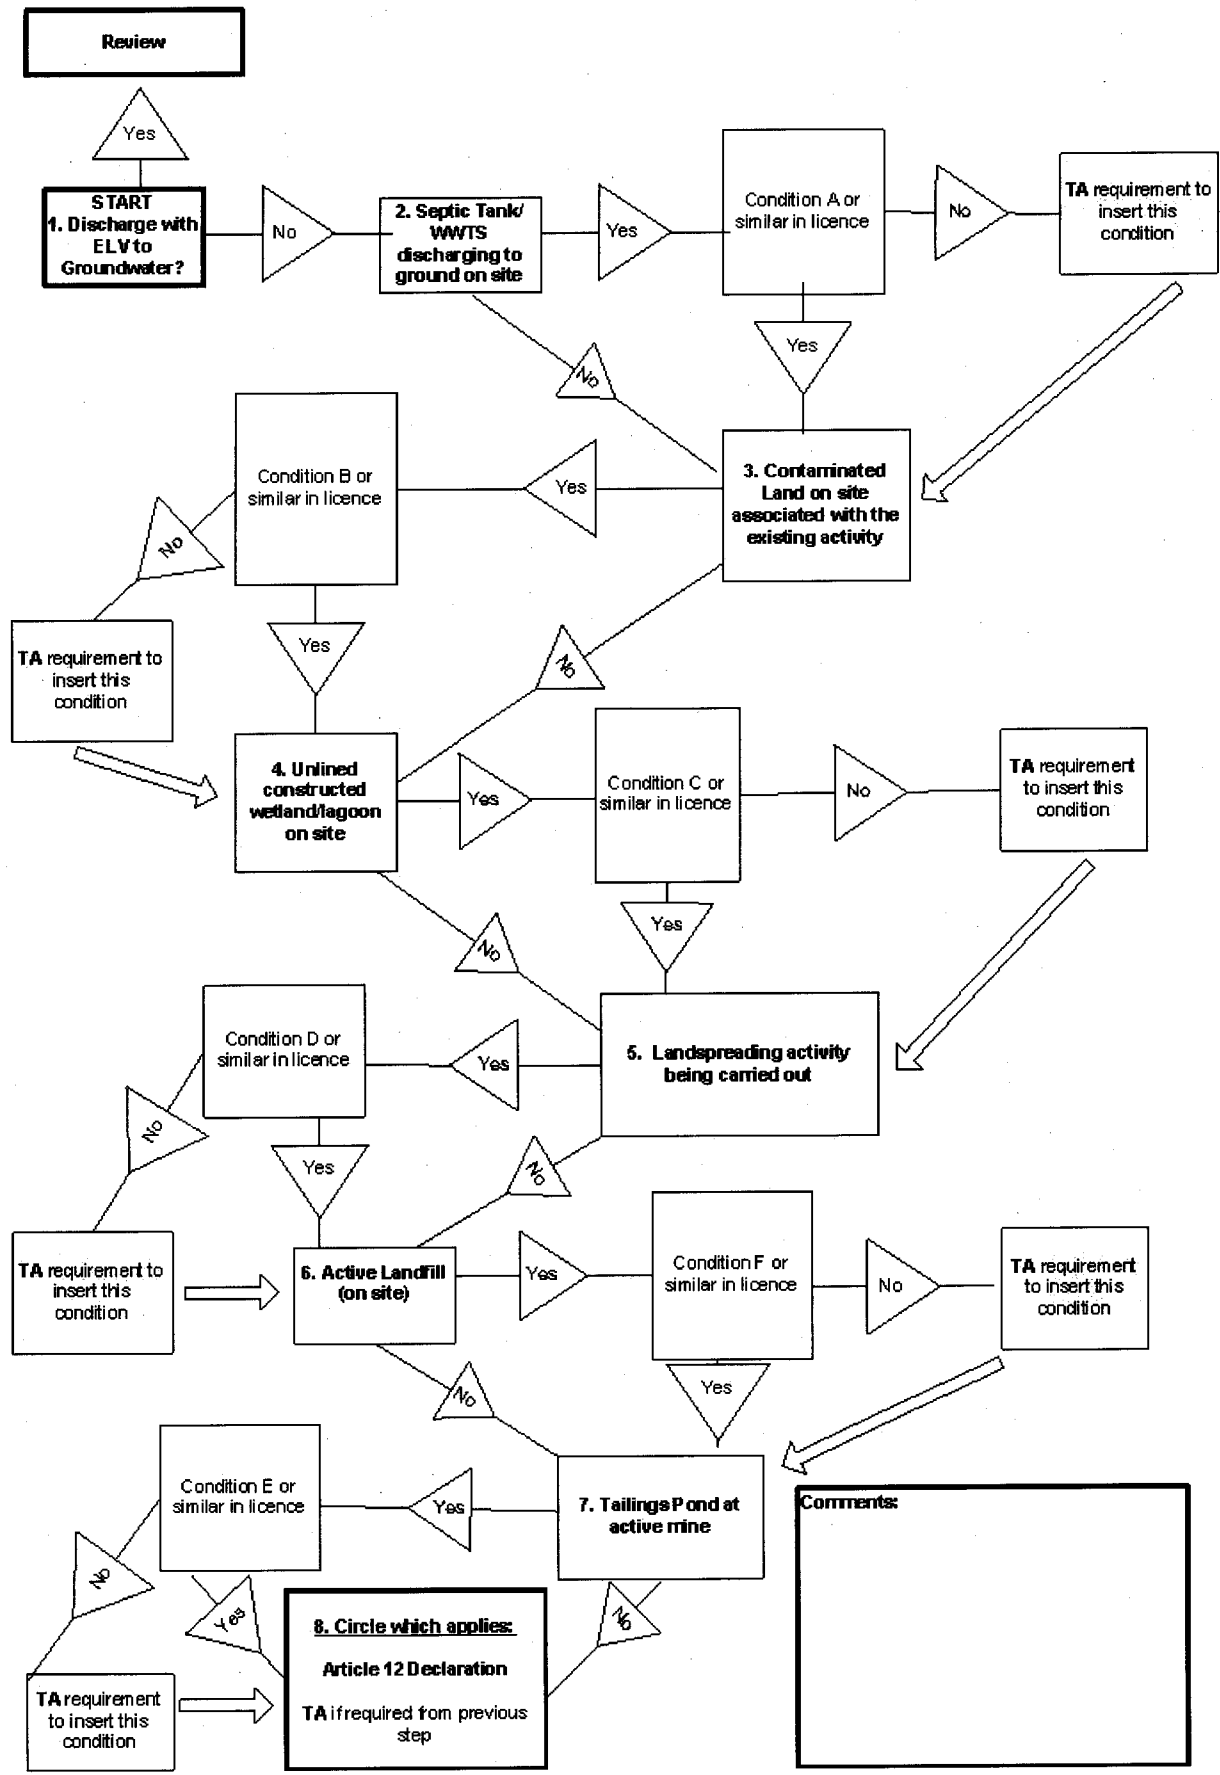 Review
Yes
START
1. Discharge with
ELV to
Groundwater?
No
2. Septic Tank/
WWTS
discharging to
ground on site
Yes
Condition A or
similar in licence
No
TA requirement to
insert this
condition
Yes
No
3. Contaminated
Land on site
associated with the
existing activity
Yes
Condition B or
similar in licence
No
TA requirement to
insert this
condition
Yes
No
4. Unlined
constructed
wetland/lagoon
on site
Yes
Condition C or
similar in licence
No
TA requirement
to insert this
condition
Yes
No
5. Landspreading activity
being carried out
Yes
Condition D or
similar in licence
No
TA requirement to
insert this
condition
Yes
No
6. Active Landfill
(on site)
Yes
Condition F or
similar in licence
No
TA requirement
to insert this
condition
Yes
No
7. Tailings Pond at
active mine
Yes
Condition E or
similar in licence
No
TA requirement
to insert this
condition
Yes
No
8. Circle which applies:
Article 12 Declaration
TA if required from previous
step
Comments: